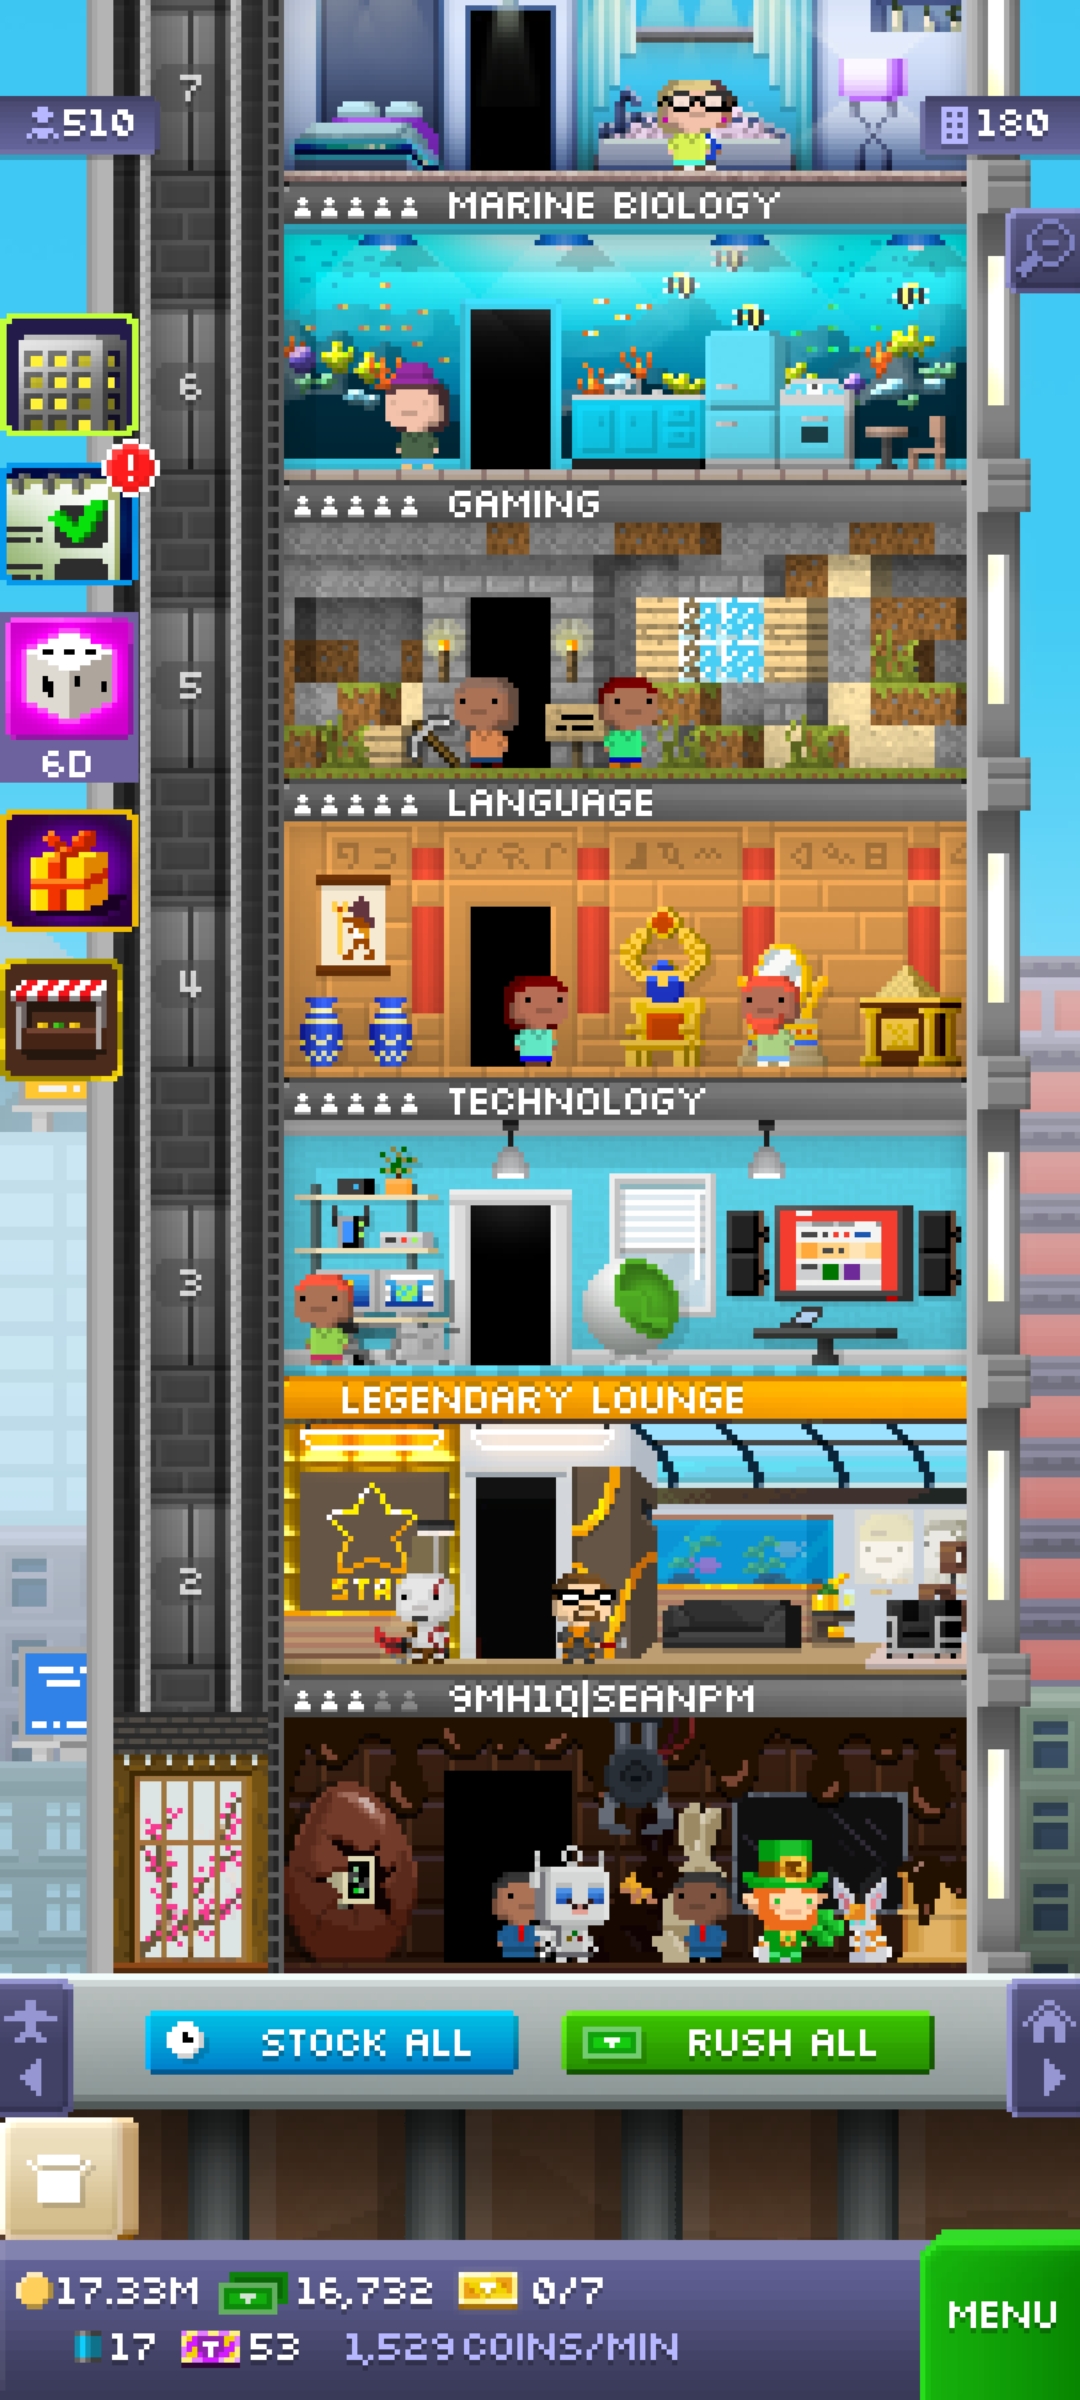 7
510
180
MARINE BIOLOGY
6
GAMING
5
6D
LANGUAGE
4
TECHNOLOGY
3
LEGENDARY LOUNGE
STA
2
9MH1Q|SEANPM
STOCK ALL
RUSH ALL
17.33M 16,732 0/7
MENU
17 53 1,529 COINS/MIN